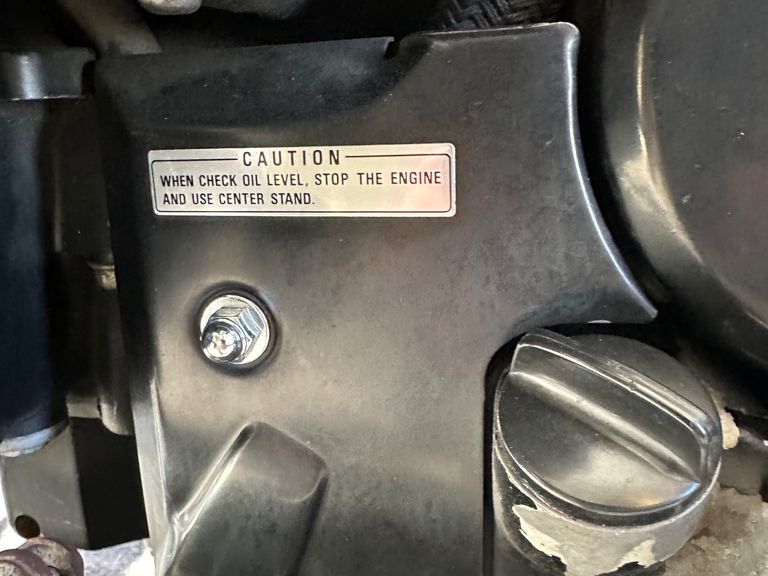 CAUTION
WHEN CHECK OIL LEVEL, STOP THE ENGINE
AND USE CENTER STAND.